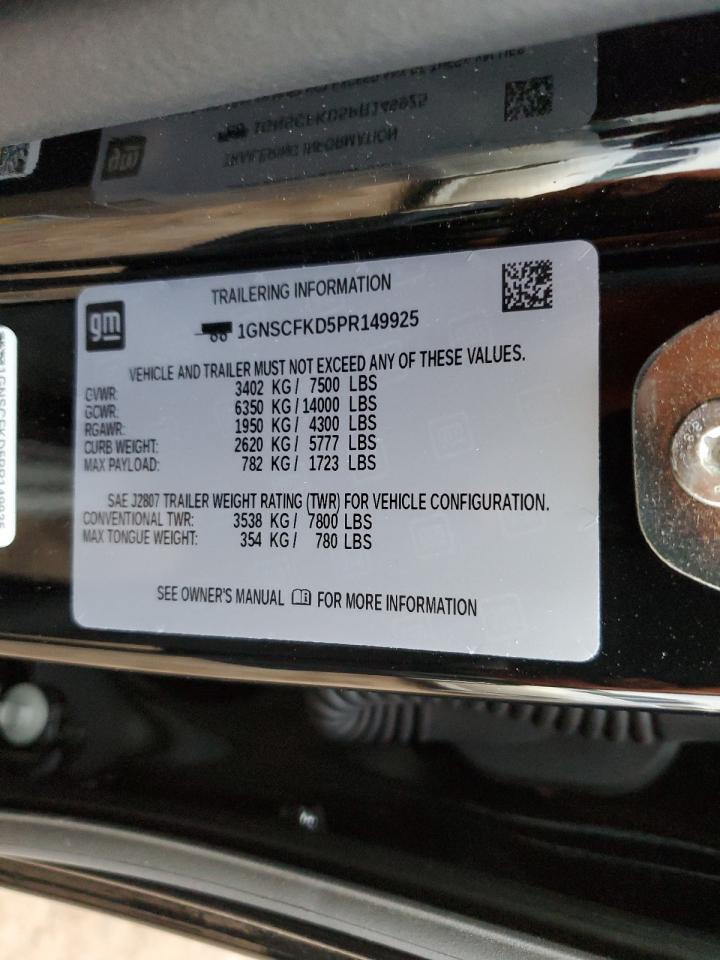 TRAILERING INFORMATION
gm
1GNSCFKD5PR149925
VEHICLE AND TRAILER MUST NOT EXCEED ANY OF THESE VALUES.
GVWR: 3402 KG / 7500 LBS
GCWR: 6350 KG / 14000 LBS
RGAWR: 1950 KG / 4300 LBS
CURB WEIGHT: 2620 KG / 5777 LBS
MAX PAYLOAD: 782 KG / 1723 LBS
SAE J2807 TRAILER WEIGHT RATING (TWR) FOR VEHICLE CONFIGURATION.
CONVENTIONAL TWR: 3538 KG / 7800 LBS
MAX TONGUE WEIGHT: 354 KG / 780 LBS
SEE OWNER'S MANUAL FOR MORE INFORMATION